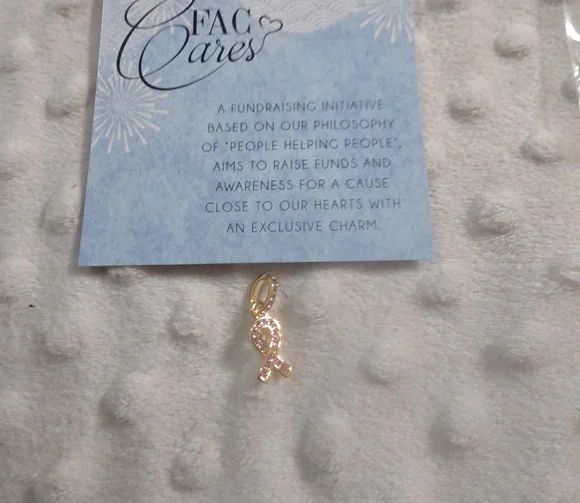 FAC
Cares
A FUNDRAISING INITIATIVE
BASED ON OUR PHILOSOPHY
OF "PEOPLE HELPING PEOPLE",
AIMS TO RAISE FUNDS AND
AWARENESS FOR A CAUSE
CLOSE TO OUR HEARTS WITH
AN EXCLUSIVE CHARM.